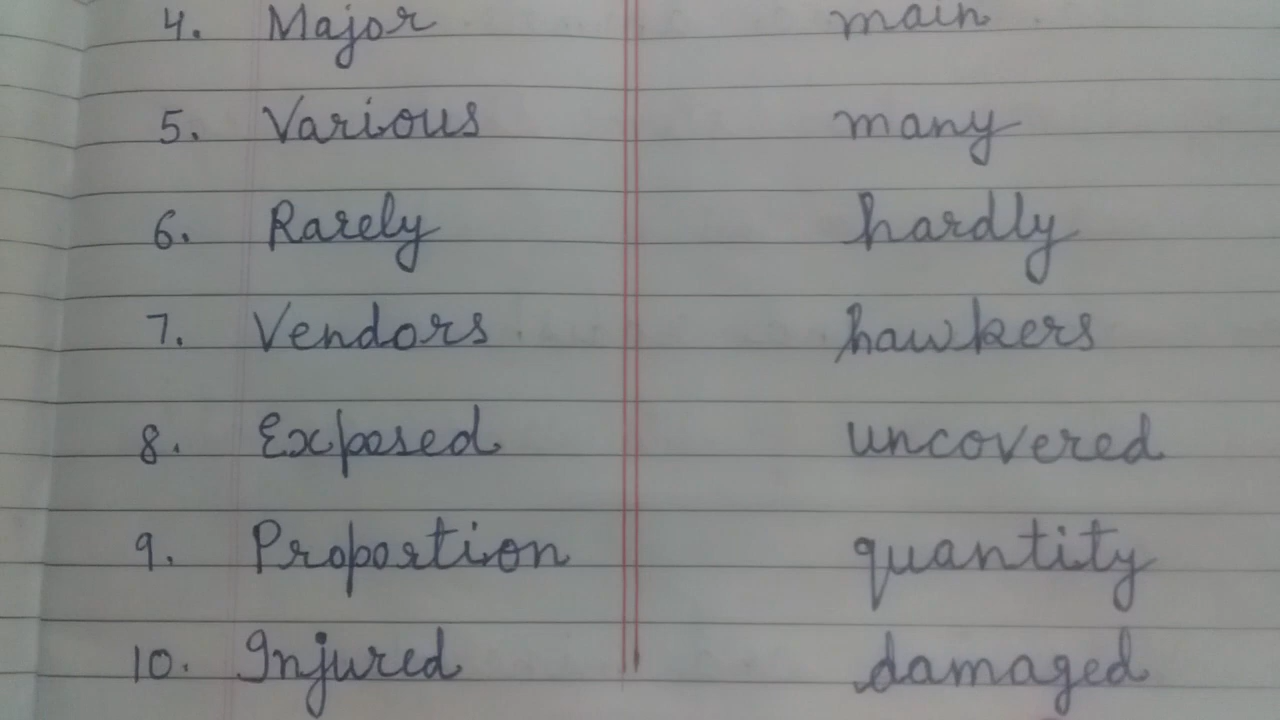 4. Major main
5. Various many
6. Rarely hardly
7. Vendors hawkers
8. Exposed uncovered
9. Proportion quantity
10. Injured damaged